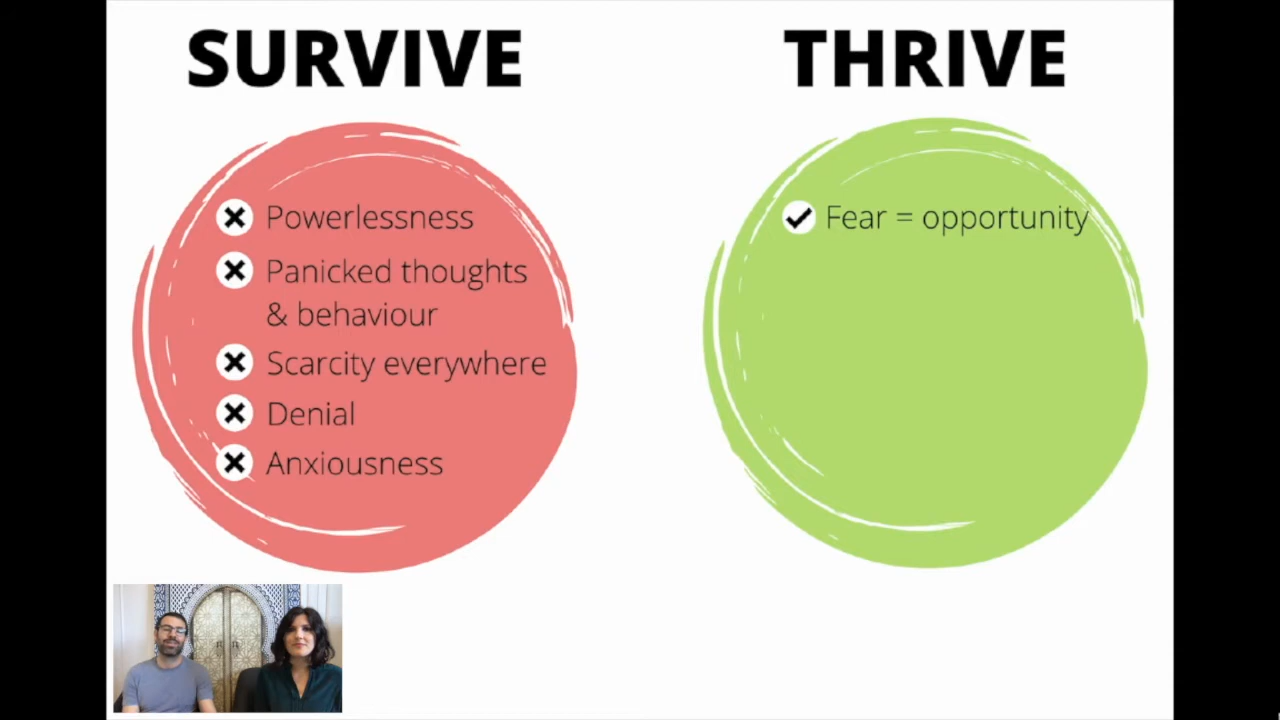 SURVIVE
Powerlessness
Panicked thoughts
& behaviour
Scarcity everywhere
Denial
Anxiousness
THRIVE
Fear = opportunity